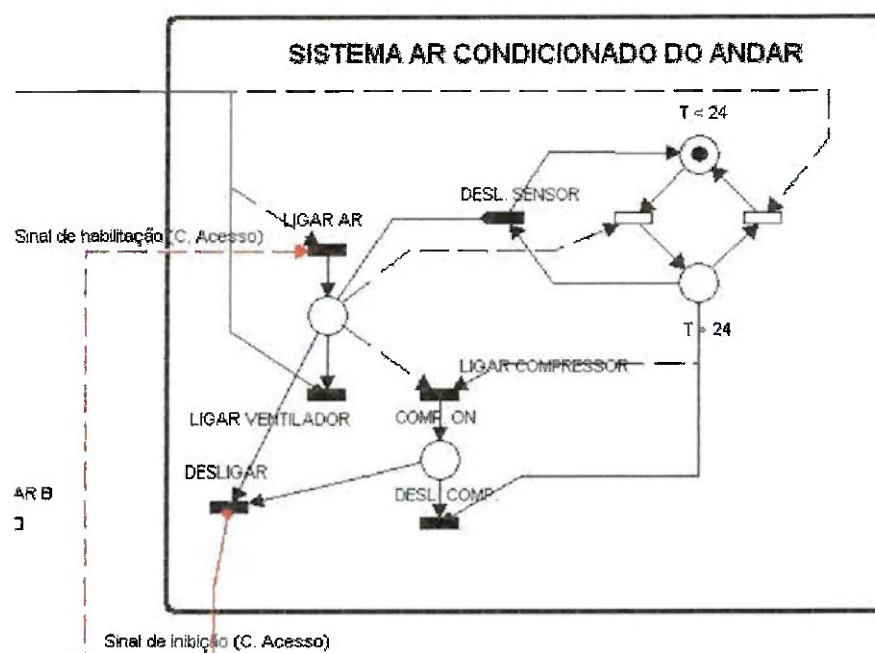 SISTEMA AR CONDICIONADO DO ANDAR
T < 24
DESL. SENSOR
LIGAR AR
Sinal de habilitação (C. Acesso)
T 24
LIGAR COMPRESSOR
LIGAR VENTILADOR
COMP. ON
DESLIGAR
DESL. COMP.
AR B
Sinal de inibição (C. Acesso)